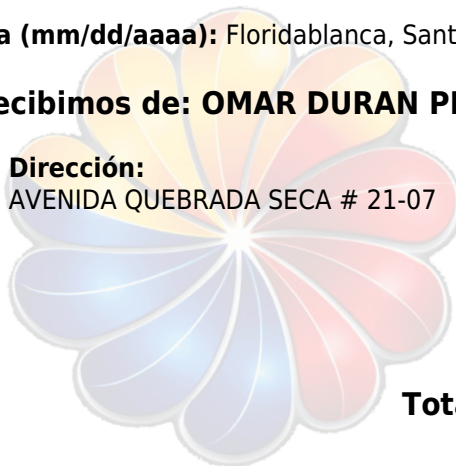 a (mm/dd/aaaa): Floridablanca, Sant
ecibimos de: OMAR DURAN P
Dirección:
AVENIDA QUEBRADA SECA # 21-07
Tot